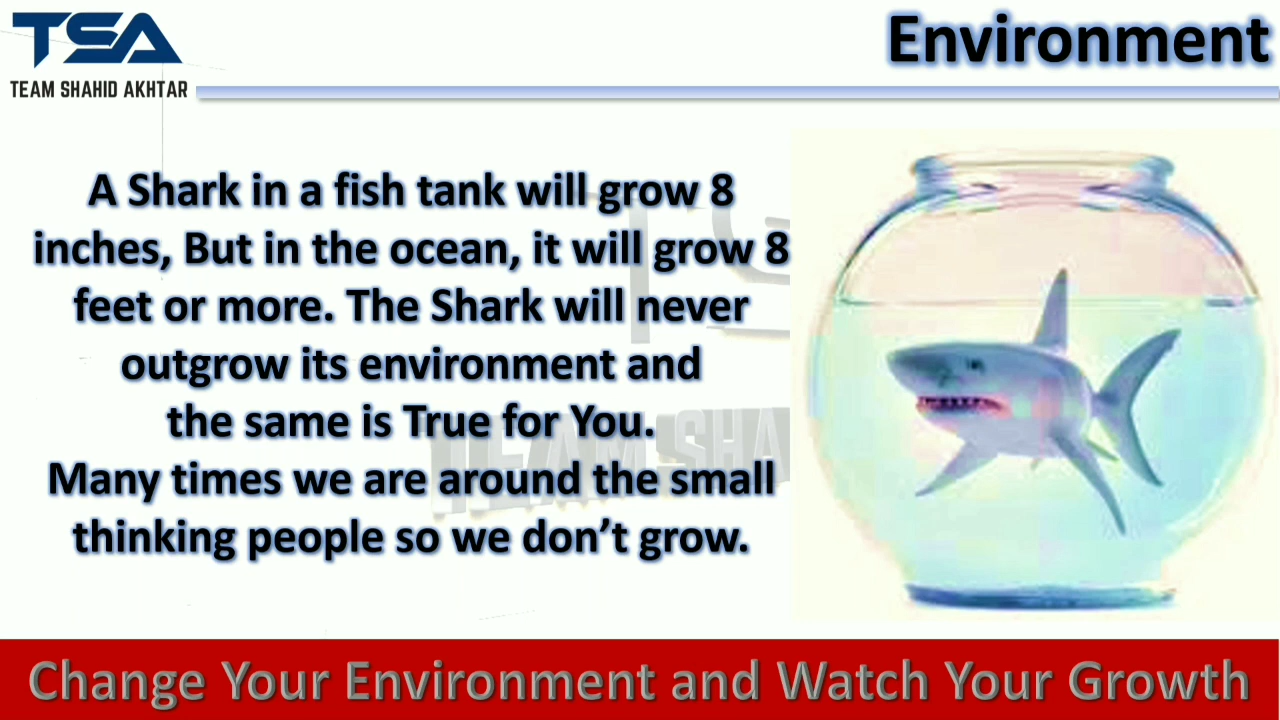 TSA
TEAM SHAHID AKHTAR
Environment
A Shark in a fish tank will grow 8
inches, But in the ocean, it will grow 8
feet or more. The Shark will never
outgrow its environment and
the same is True for You.
Many times we are around the small
thinking people so we don’t grow.
TS
TEAM SHA
Change Your Environment and Watch Your Growth